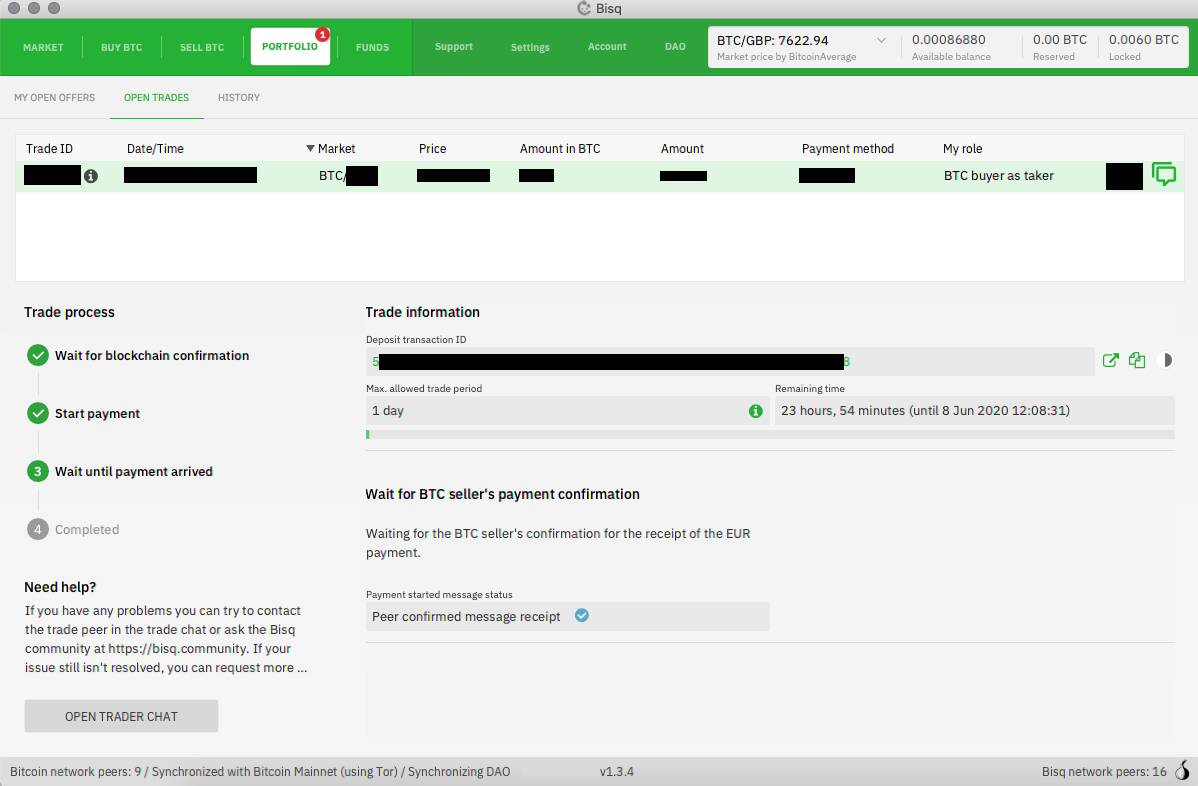 Bisq
MARKET BUY BTC SELL BTC PORTFOLIO 1 FUNDS Support Settings Account DAO
BTC/GBP: 7622.94 0.00086880 0.00 BTC 0.0060 BTC
Market price by BitcoinAverage Available balance Reserved Locked
MY OPEN OFFERS OPEN TRADES HISTORY
Trade ID Date/Time Market Price Amount in BTC Amount Payment method My role
BTC/ BTC buyer as taker
Trade process
Wait for blockchain confirmation
Start payment
3 Wait until payment arrived
4 Completed
Need help?
If you have any problems you can try to contact
the trade peer in the trade chat or ask the Bisq
community at https://bisq.community. If your
issue still isn't resolved, you can request more ...
OPEN TRADER CHAT
Trade information
Deposit transaction ID
5 8
Max. allowed trade period Remaining time
1 day 23 hours, 54 minutes (until 8 Jun 2020 12:08:31)
Wait for BTC seller's payment confirmation
Waiting for the BTC seller's confirmation for the receipt of the EUR
payment.
Payment started message status
Peer confirmed message receipt
Bitcoin network peers: 9 / Synchronized with Bitcoin Mainnet (using Tor) / Synchronizing DAO v1.3.4 Bisq network peers: 16